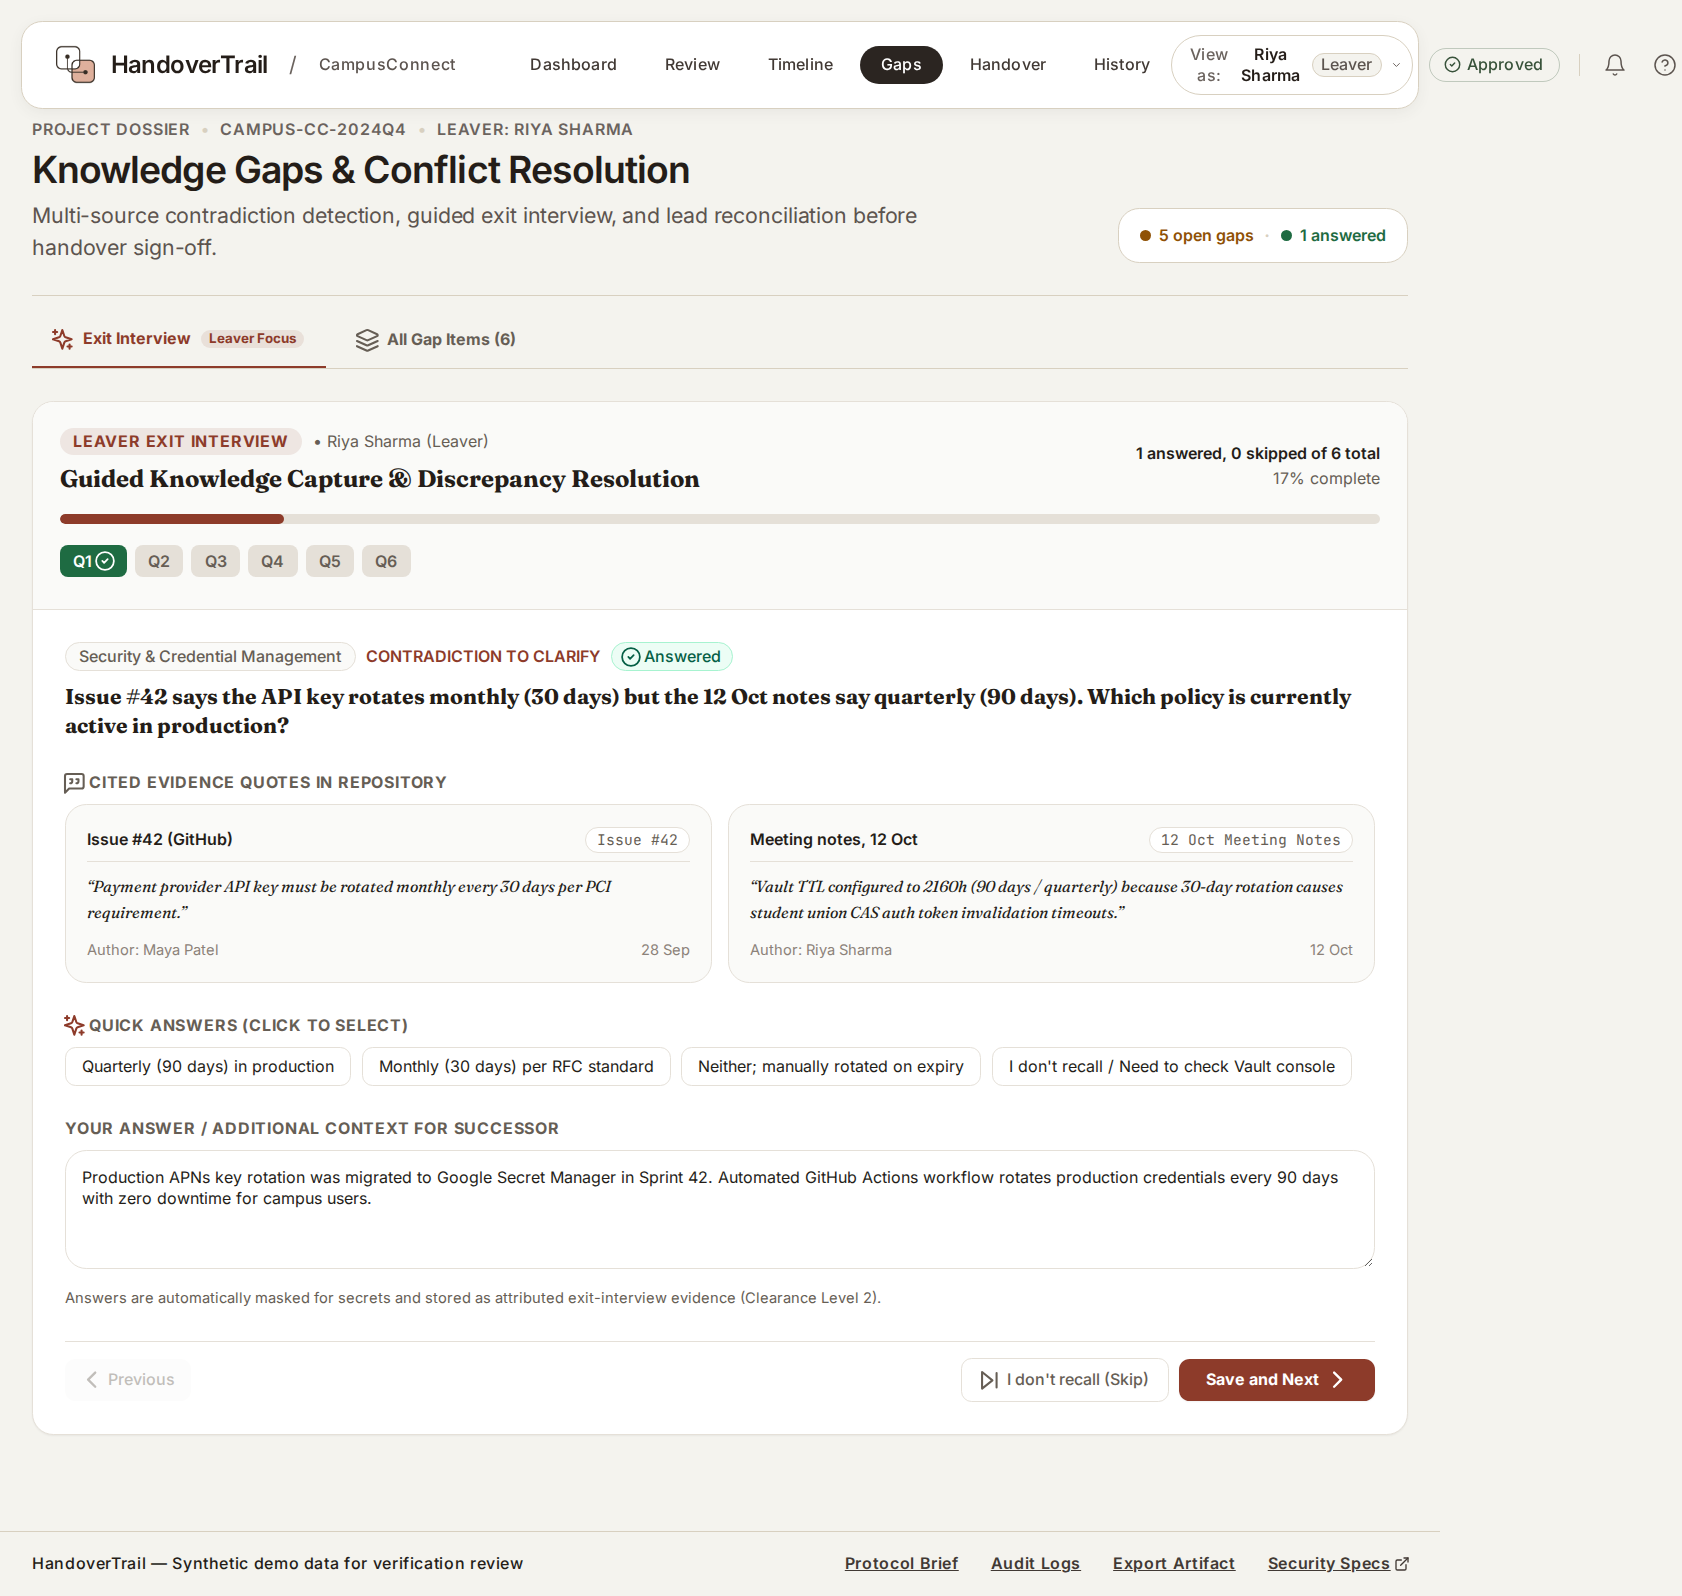 HandoverTrail / CampusConnect Dashboard Review Timeline Gaps Handover History View as: Riya Sharma Leaver Approved
PROJECT DOSSIER • CAMPUS-CC-2024Q4 • LEAVER: RIYA SHARMA
Knowledge Gaps & Conflict Resolution
Multi-source contradiction detection, guided exit interview, and lead reconciliation before
handover sign-off.
5 open gaps · 1 answered
Exit Interview Leaver Focus All Gap Items (6)
LEAVER EXIT INTERVIEW • Riya Sharma (Leaver)
Guided Knowledge Capture & Discrepancy Resolution
1 answered, 0 skipped of 6 total
17% complete
Q1 Q2 Q3 Q4 Q5 Q6
Security & Credential Management CONTRADICTION TO CLARIFY Answered
Issue #42 says the API key rotates monthly (30 days) but the 12 Oct notes say quarterly (90 days). Which policy is currently
active in production?
CITED EVIDENCE QUOTES IN REPOSITORY
Issue #42 (GitHub) Issue #42
“Payment provider API key must be rotated monthly every 30 days per PCI
requirement.”
Author: Maya Patel 28 Sep
Meeting notes, 12 Oct 12 Oct Meeting Notes
“Vault TTL configured to 2160h (90 days / quarterly) because 30-day rotation causes
student union CAS auth token invalidation timeouts.”
Author: Riya Sharma 12 Oct
QUICK ANSWERS (CLICK TO SELECT)
Quarterly (90 days) in production Monthly (30 days) per RFC standard Neither; manually rotated on expiry I don't recall / Need to check Vault console
YOUR ANSWER / ADDITIONAL CONTEXT FOR SUCCESSOR
Production APNs key rotation was migrated to Google Secret Manager in Sprint 42. Automated GitHub Actions workflow rotates production credentials every 90 days
with zero downtime for campus users.
Answers are automatically masked for secrets and stored as attributed exit-interview evidence (Clearance Level 2).
Previous I don't recall (Skip) Save and Next
HandoverTrail — Synthetic demo data for verification review Protocol Brief Audit Logs Export Artifact Security Specs